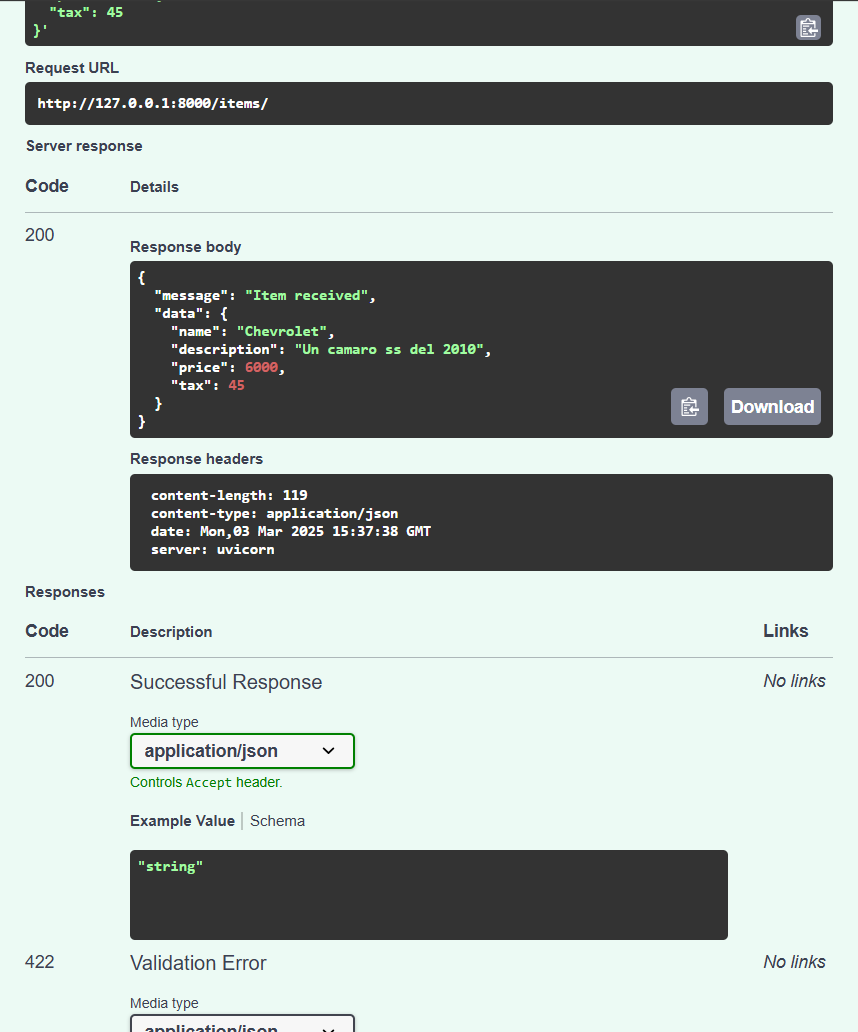 "tax": 45
}'
Request URL
http://127.0.0.1:8000/items/
Server response
Code Details
200
Response body
{
"message": "Item received",
"data": {
"name": "Chevrolet",
"description": "Un camaro ss del 2010",
"price": 6000,
"tax": 45
}
}
Download
Response headers
content-length: 119
content-type: application/json
date: Mon,03 Mar 2025 15:37:38 GMT
server: uvicorn
Responses
Code Description Links
200 Successful Response No links
Media type
application/json
Controls Accept header.
Example Value Schema
"string"
422 Validation Error No links
Media type
application/json